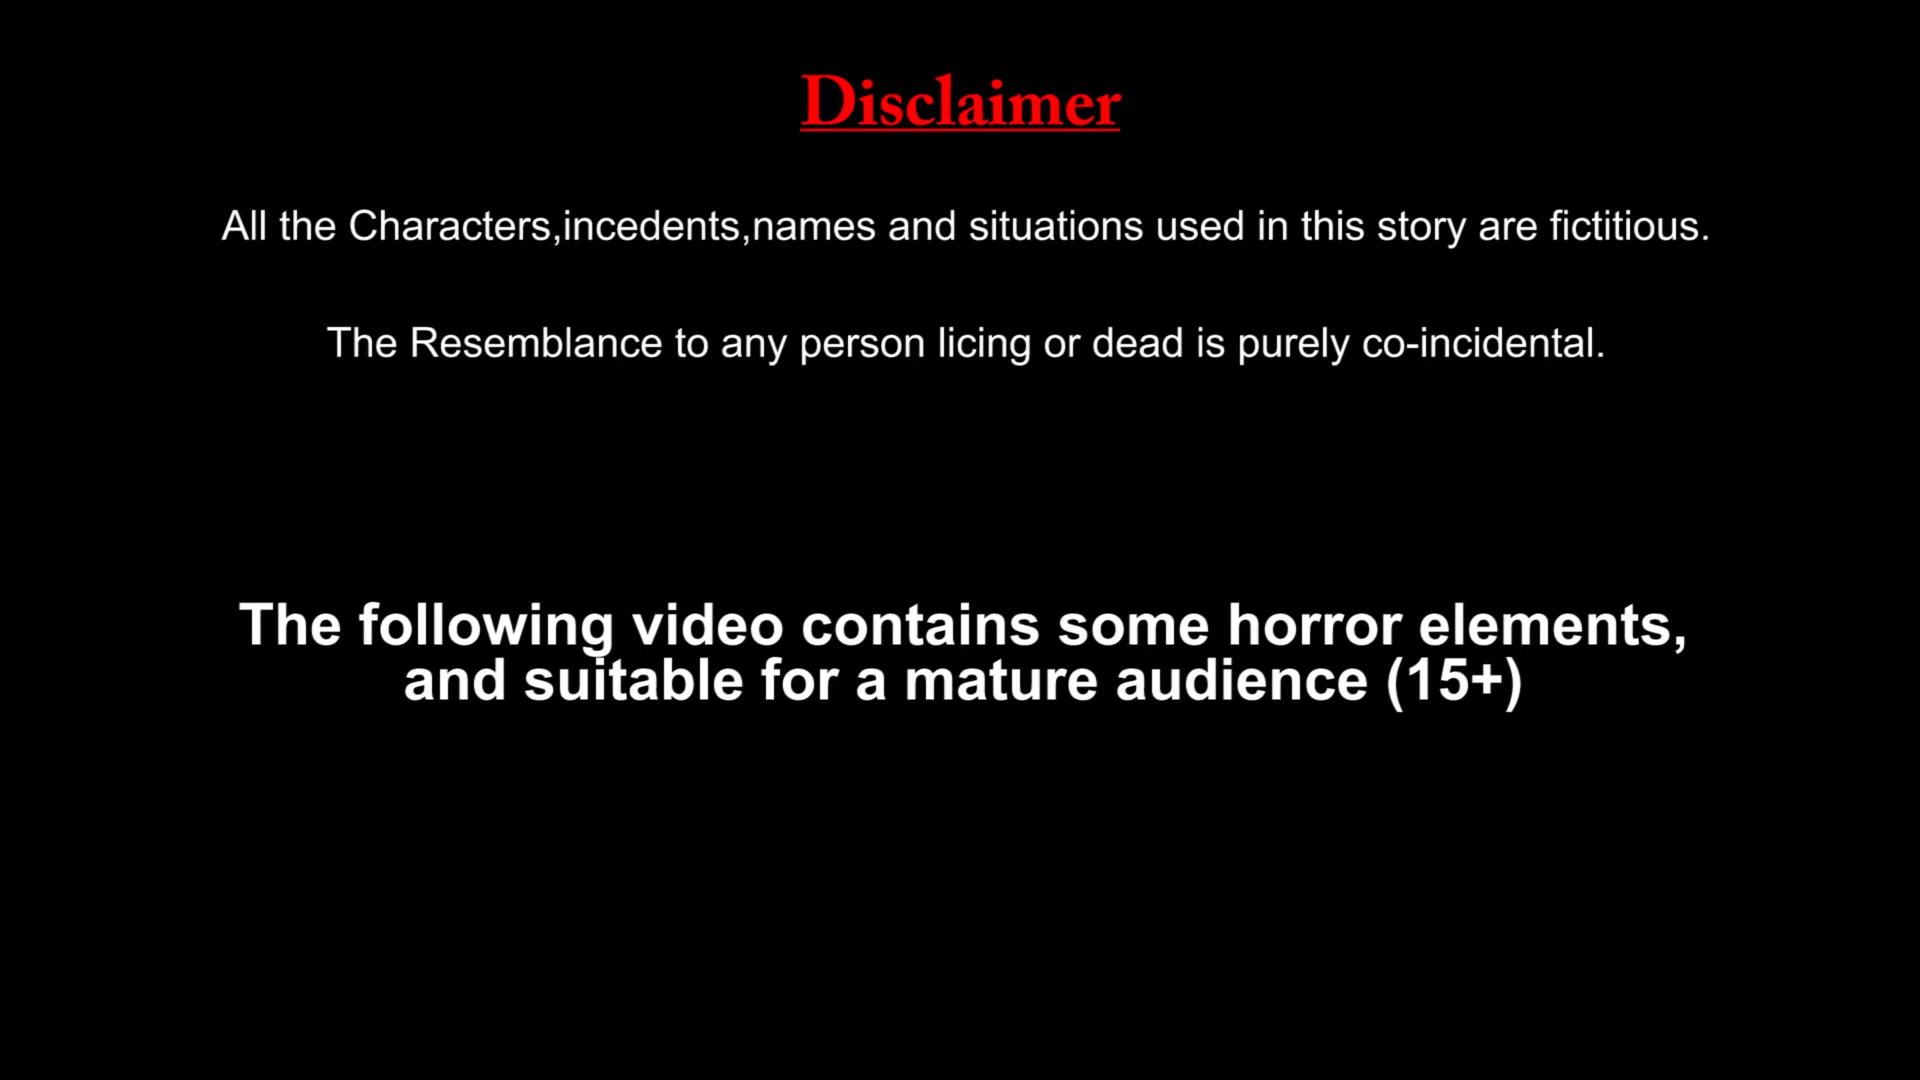 Disclaimer
All the Characters,incedents,names and situations used in this story are fictitious.
The Resemblance to any person licing or dead is purely co-incidental.
The following video contains some horror elements,
and suitable for a mature audience (15+)